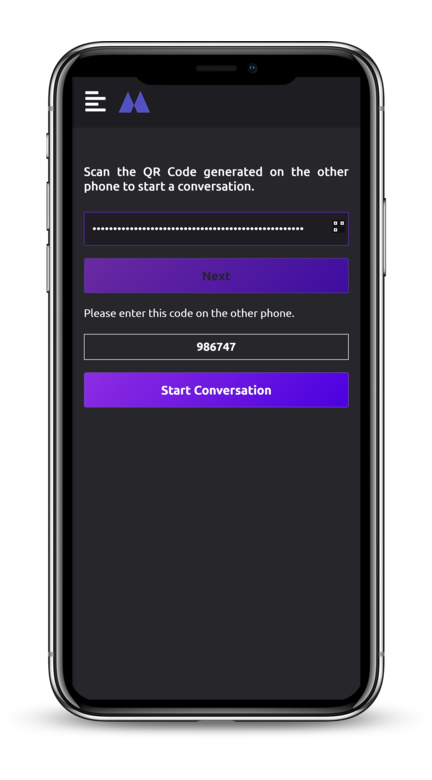 Scan the QR Code generated on the other
phone to start a conversation.
Next
Please enter this code on the other phone.
986747
Start Conversation